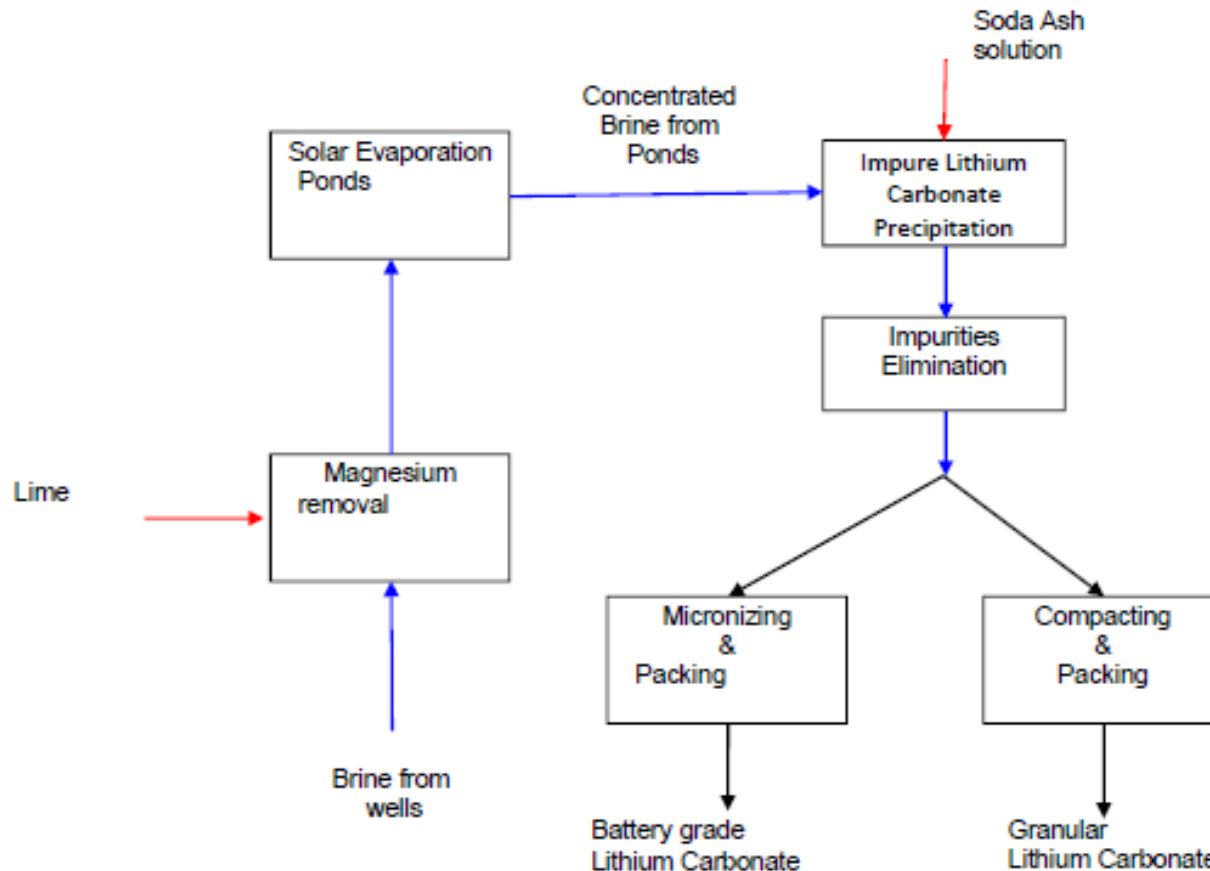 Soda Ash
solution
Concentrated
Brine from
Ponds
Solar Evaporation
Ponds
Impure Lithium
Carbonate
Precipitation
Impurities
Elimination
Magnesium
removal
Lime
Micronizing
&
Packing
Compacting
&
Packing
Brine from
wells
Battery grade
Lithium Carbonate
Granular
Lithium Carbonate